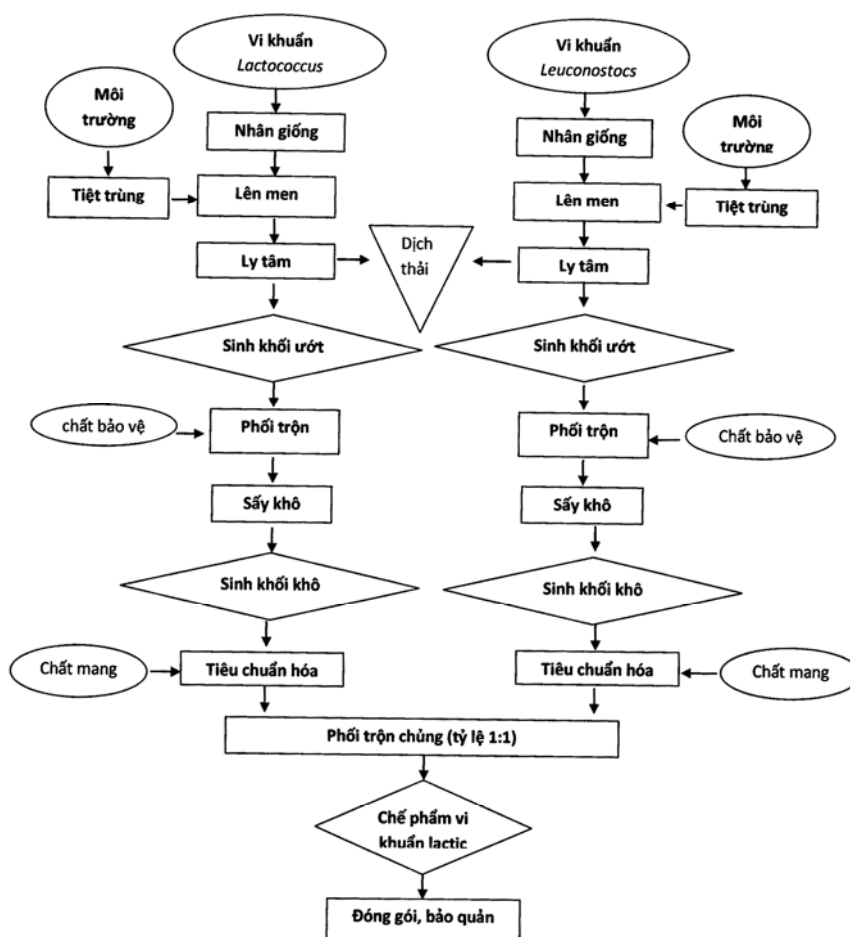 Vi khuẩn
Lactococcus
Vi khuẩn
Leuconostocs
Môi
trường
Nhân giống
Nhân giống
Môi
trường
Tiệt trùng
Lên men
Lên men
Tiệt trùng
Ly tâm
Dịch
thải
Ly tâm
Sinh khối ướt
Sinh khối ướt
chất bảo vệ
Phối trộn
Phối trộn
Chất bảo vệ
Sấy khô
Sấy khô
Sinh khối khô
Sinh khối khô
Chất mang
Tiêu chuẩn hóa
Tiêu chuẩn hóa
Chất mang
Phối trộn chủng (tỷ lệ 1:1)
Chế phẩm vi
khuẩn lactic
Đóng gói, bảo quản